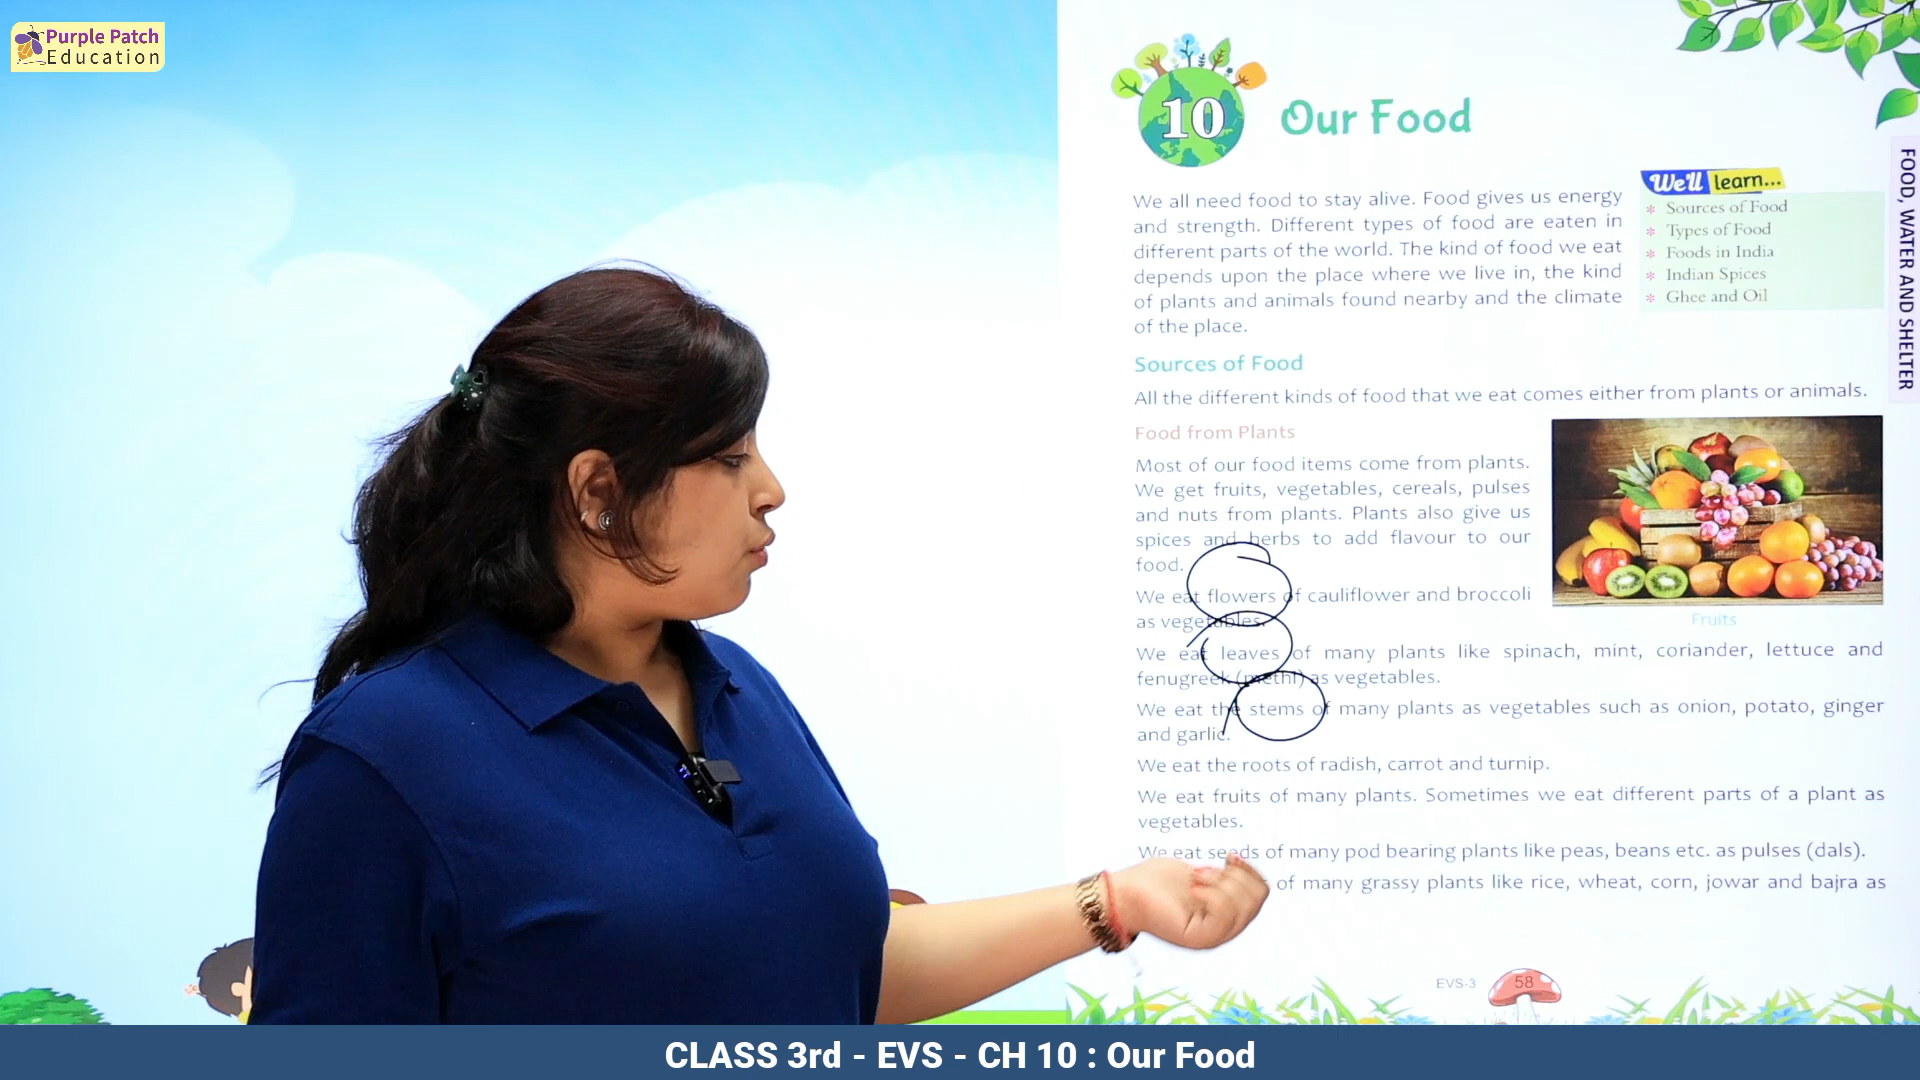 Purple Patch
Education
10
Our Food
We all need food to stay alive. Food gives us energy
and strength. Different types of food are eaten in
different parts of the world. The kind of food we eat
depends upon the place where we live in, the kind
of plants and animals found nearby and the climate
of the place.
We'll learn...
Sources of Food
Types of Food
Foods in India
Indian Spices
Ghee and Oil
FOOD, WATER AND SHELTER
Sources of Food
All the different kinds of food that we eat comes either from plants or animals.
Food from Plants
Most of our food items come from plants.
We get fruits, vegetables, cereals, pulses
and nuts from plants. Plants also give us
spices and herbs to add flavour to our
food.
We eat flowers of cauliflower and broccoli
as vegetables.
Fruits
We eat leaves of many plants like spinach, mint, coriander, lettuce and
fenugreek (methi) as vegetables.
We eat the stems of many plants as vegetables such as onion, potato, ginger
and garlic.
We eat the roots of radish, carrot and turnip.
We eat fruits of many plants. Sometimes we eat different parts of a plant as
vegetables.
We eat seeds of many pod bearing plants like peas, beans etc. as pulses (dals).
of many grassy plants like rice, wheat, corn, jowar and bajra as
EVS-3
58
CLASS 3rd - EVS - CH 10 : Our Food